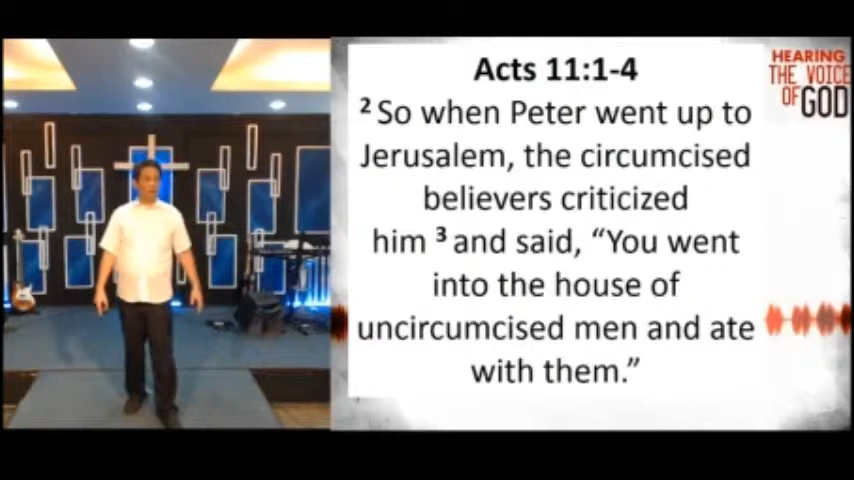 Acts 11:1-4
² So when Peter went up to
Jerusalem, the circumcised
believers criticized
him ³ and said, “You went
into the house of
uncircumcised men and ate
with them.”
HEARING
THE VOICE
OF GOD